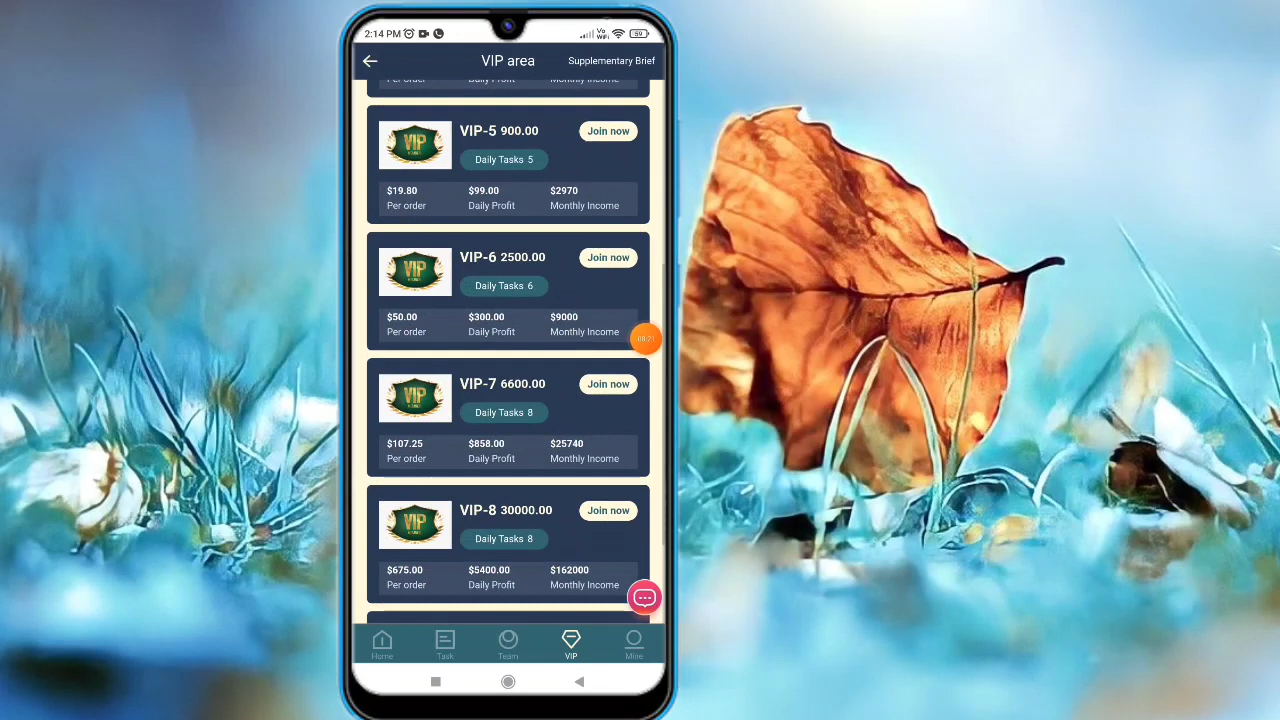 2:14 PM
59
VIP area
Supplementary Brief
Per order Daily Profit Monthly Income
VIP-5 900.00
Join now
Daily Tasks 5
$19.80 $99.00 $2970
Per order Daily Profit Monthly Income
VIP-6 2500.00
Join now
Daily Tasks 6
$50.00 $300.00 $9000
Per order Daily Profit Monthly Income
08:21
VIP-7 6600.00
Join now
Daily Tasks 8
$107.25 $858.00 $25740
Per order Daily Profit Monthly Income
VIP-8 30000.00
Join now
Daily Tasks 8
$675.00 $5400.00 $162000
Per order Daily Profit Monthly Income
Home Task Team VIP Mine